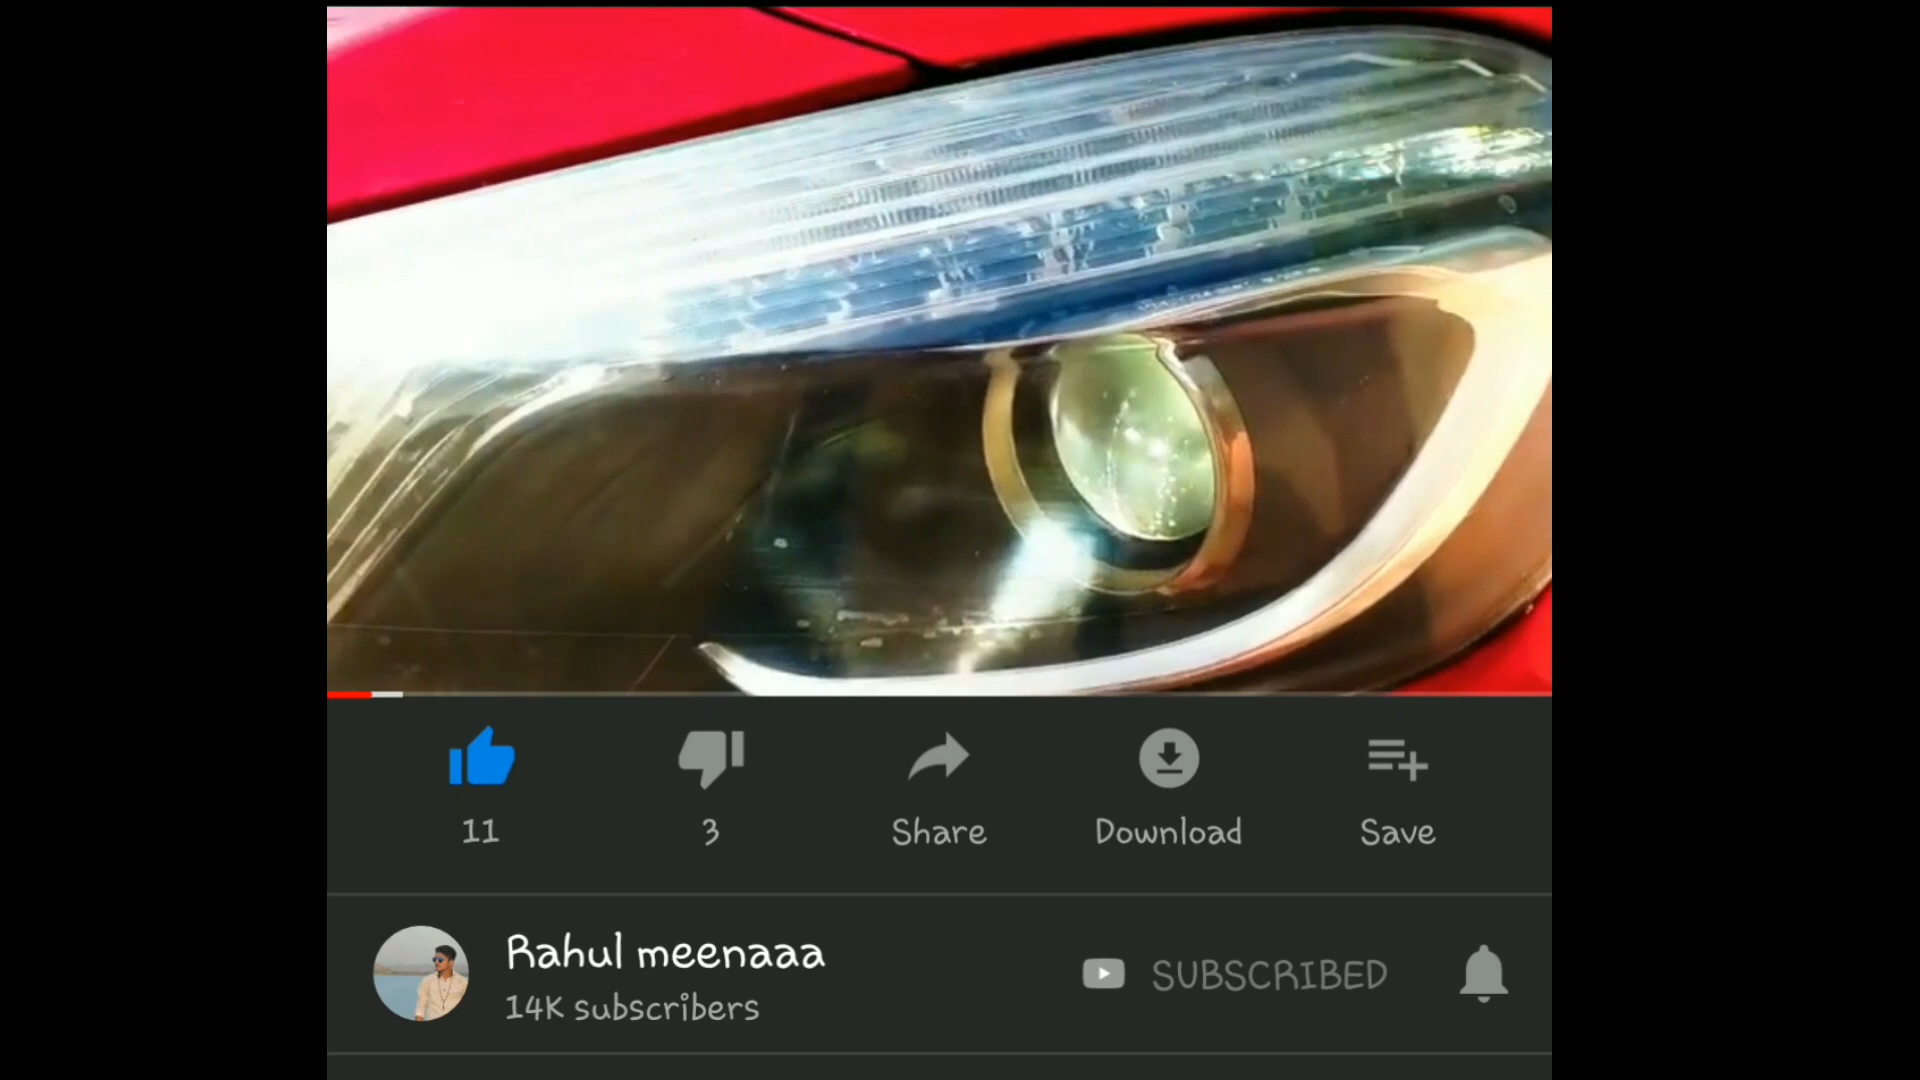 11
3
Share
Download
Save
Rahul meenaaa
14K subscribers
SUBSCRIBED